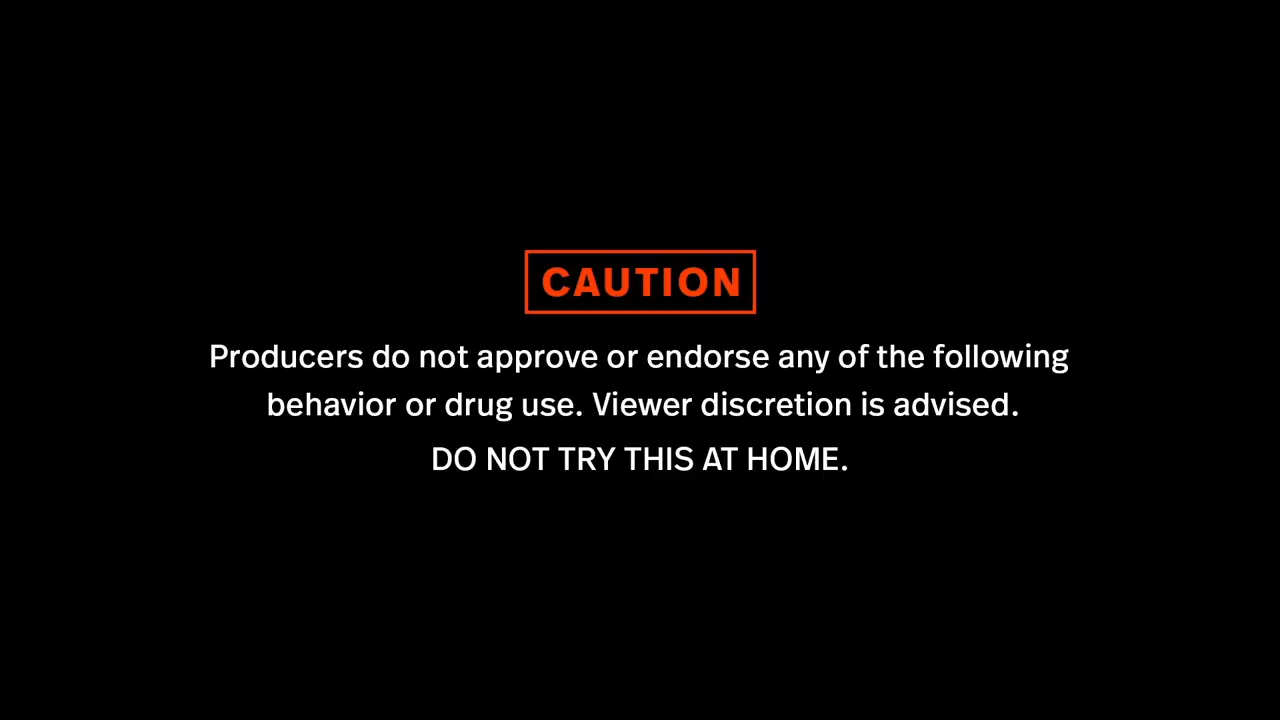 CAUTION
Producers do not approve or endorse any of the following
behavior or drug use. Viewer discretion is advised.
DO NOT TRY THIS AT HOME.